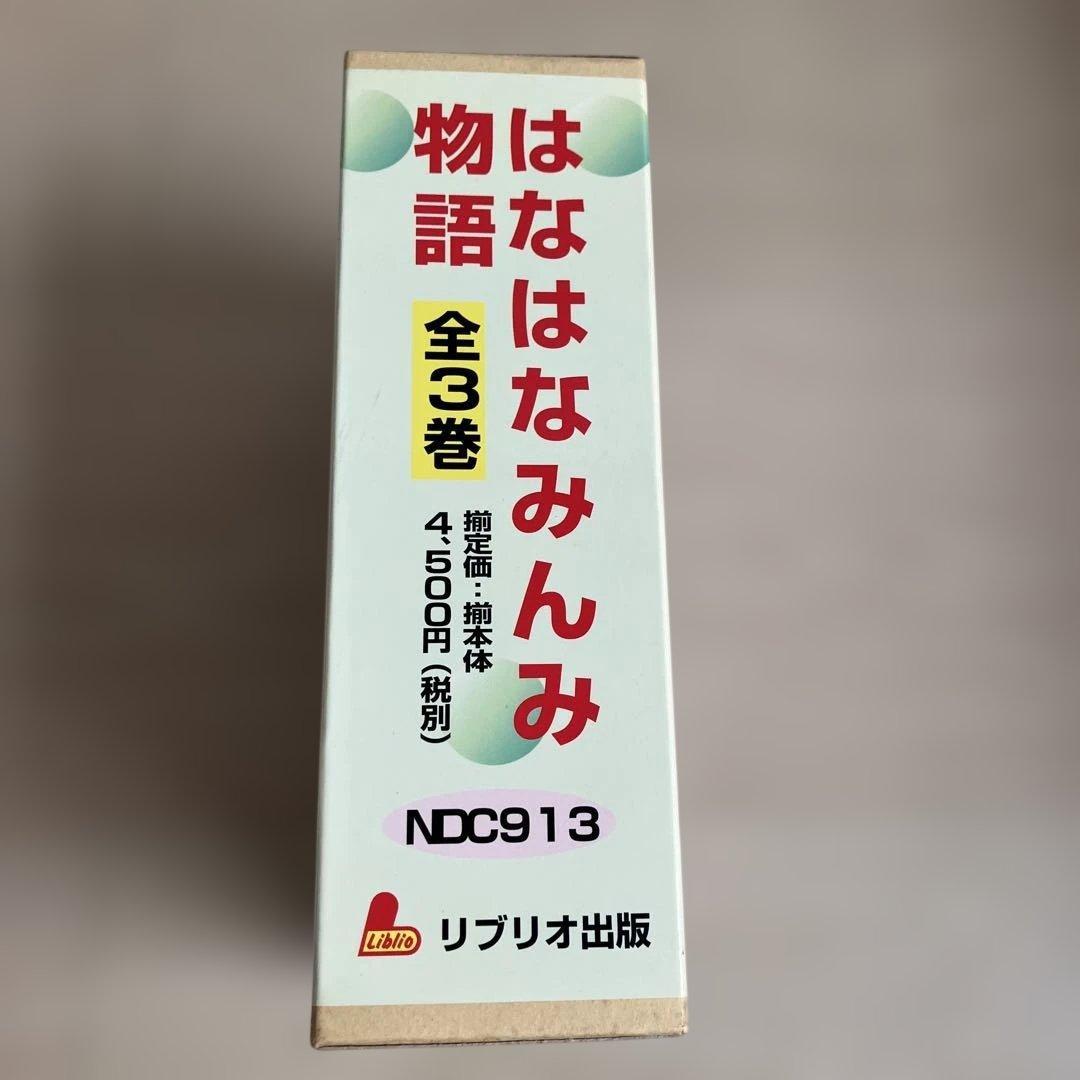 はなはなみんみ
物語
全3巻
揃定価：揃本体
4、500円（税別）
NDC913
Liblio
リブリオ出版